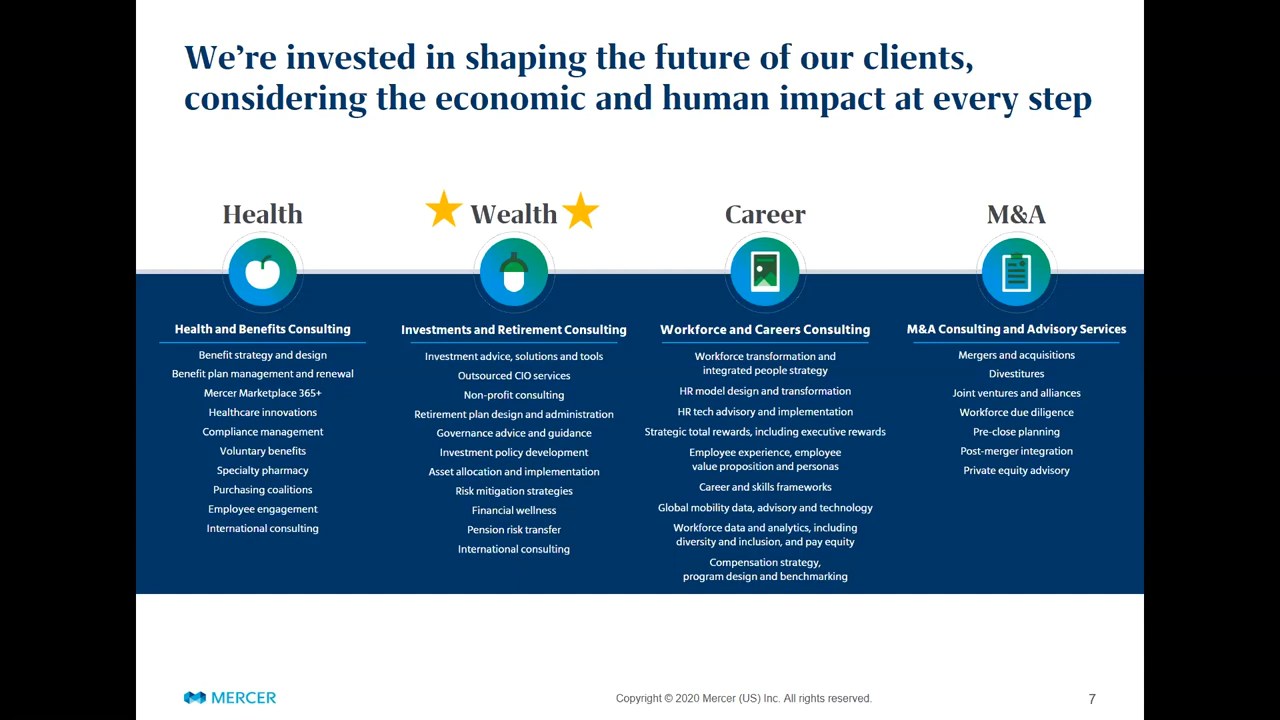 We're invested in shaping the future of our clients,
considering the economic and human impact at every step
Health
Wealth
Career
M&A
Health and Benefits Consulting
Benefit strategy and design
Benefit plan management and renewal
Mercer Marketplace 365+
Healthcare innovations
Compliance management
Voluntary benefits
Specialty pharmacy
Purchasing coalitions
Employee engagement
International consulting
Investments and Retirement Consulting
Investment advice, solutions and tools
Outsourced CIO services
Non-profit consulting
Retirement plan design and administration
Governance advice and guidance
Investment policy development
Asset allocation and implementation
Risk mitigation strategies
Financial wellness
Pension risk transfer
International consulting
Workforce and Careers Consulting
Workforce transformation and
integrated people strategy
HR model design and transformation
HR tech advisory and implementation
Strategic total rewards, including executive rewards
Employee experience, employee
value proposition and personas
Career and skills frameworks
Global mobility data, advisory and technology
Workforce data and analytics, including
diversity and inclusion, and pay equity
Compensation strategy,
program design and benchmarking
M&A Consulting and Advisory Services
Mergers and acquisitions
Divestitures
Joint ventures and alliances
Workforce due diligence
Pre-close planning
Post-merger integration
Private equity advisory
MERCER
Copyright © 2020 Mercer (US) Inc. All rights reserved.
7